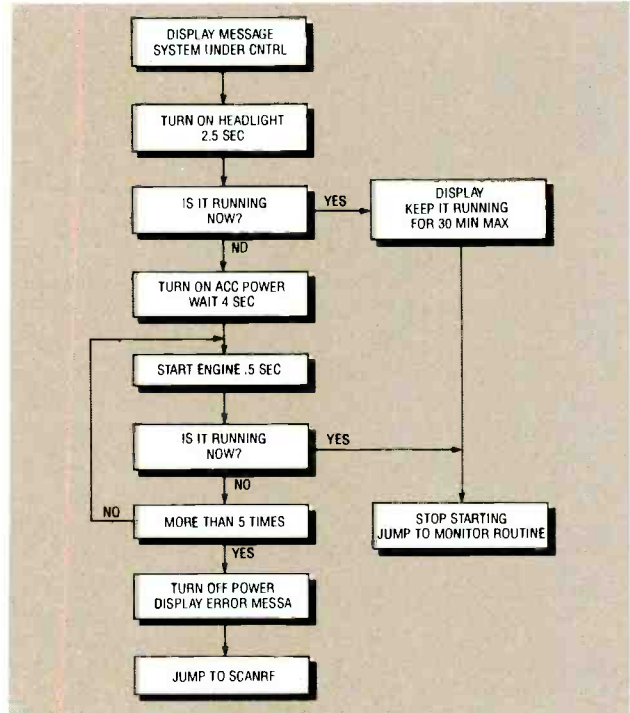 DISPLAY MESSAGE
SYSTEM UNDER CNTRL
TURN ON HEADLIGHT
2.5 SEC
IS IT RUNNING
NOW?
YES
DISPLAY
KEEP IT RUNNING
FOR 30 MIN MAX
NO
TURN ON ACC POWER
WAIT 4 SEC
START ENGINE .5 SEC
IS IT RUNNING
NOW?
YES
NO
NO
MORE THAN 5 TIMES
YES
STOP STARTING
JUMP TO MONITOR ROUTINE
TURN OFF POWER
DISPLAY ERROR MESSA
JUMP TO SCANRF